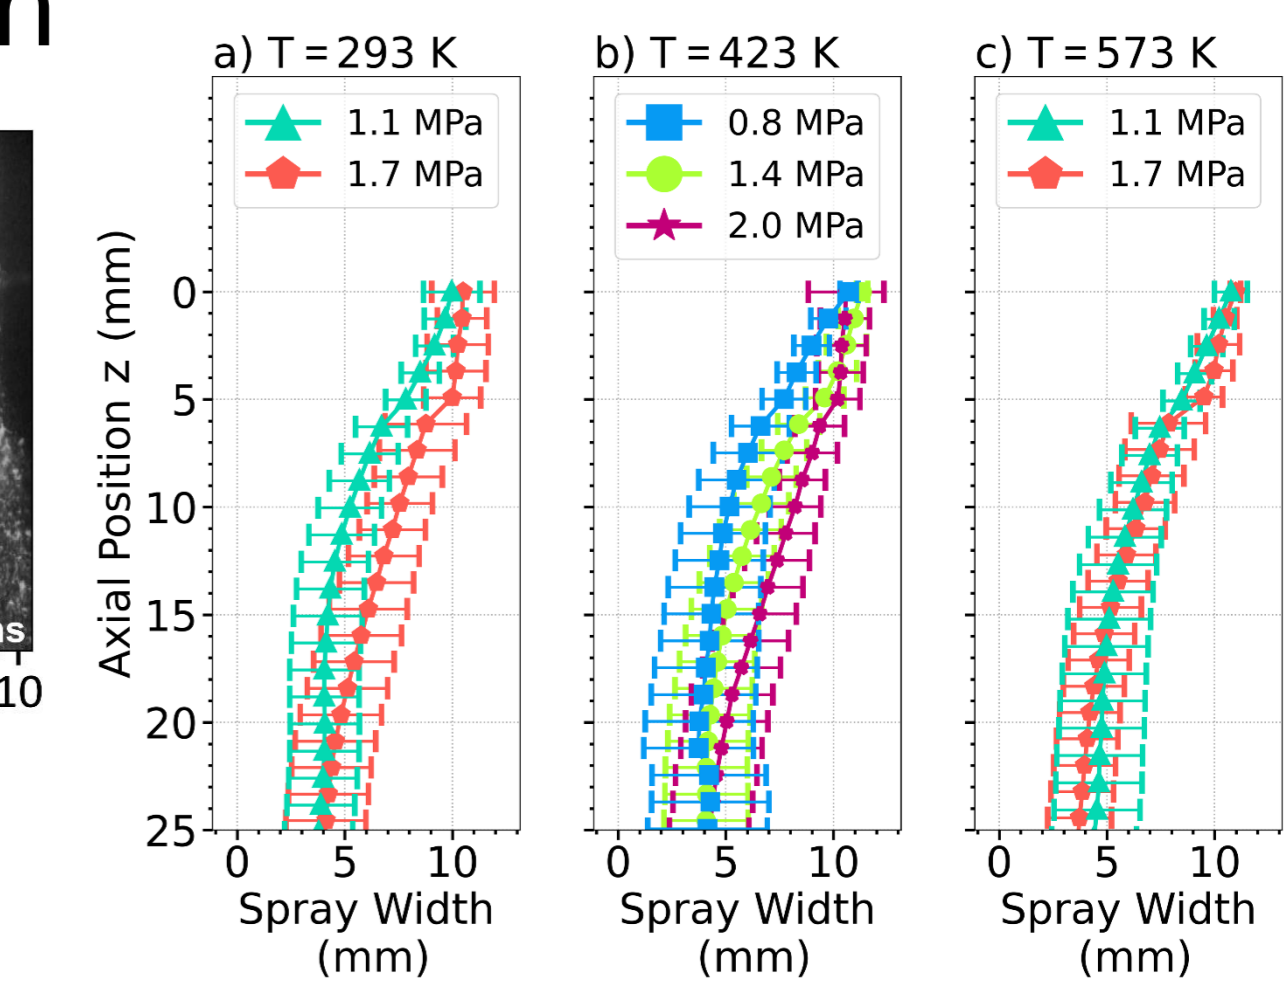 n
ns
10
a) T = 293 K
1.1 MPa
1.7 MPa
Axial Position z (mm)
0
5
10
15
20
25
0 5 10
Spray Width
(mm)
b) T = 423 K
0.8 MPa
1.4 MPa
2.0 MPa
0 5 10
Spray Width
(mm)
c) T = 573 K
1.1 MPa
1.7 MPa
0 5 10
Spray Width
(mm)